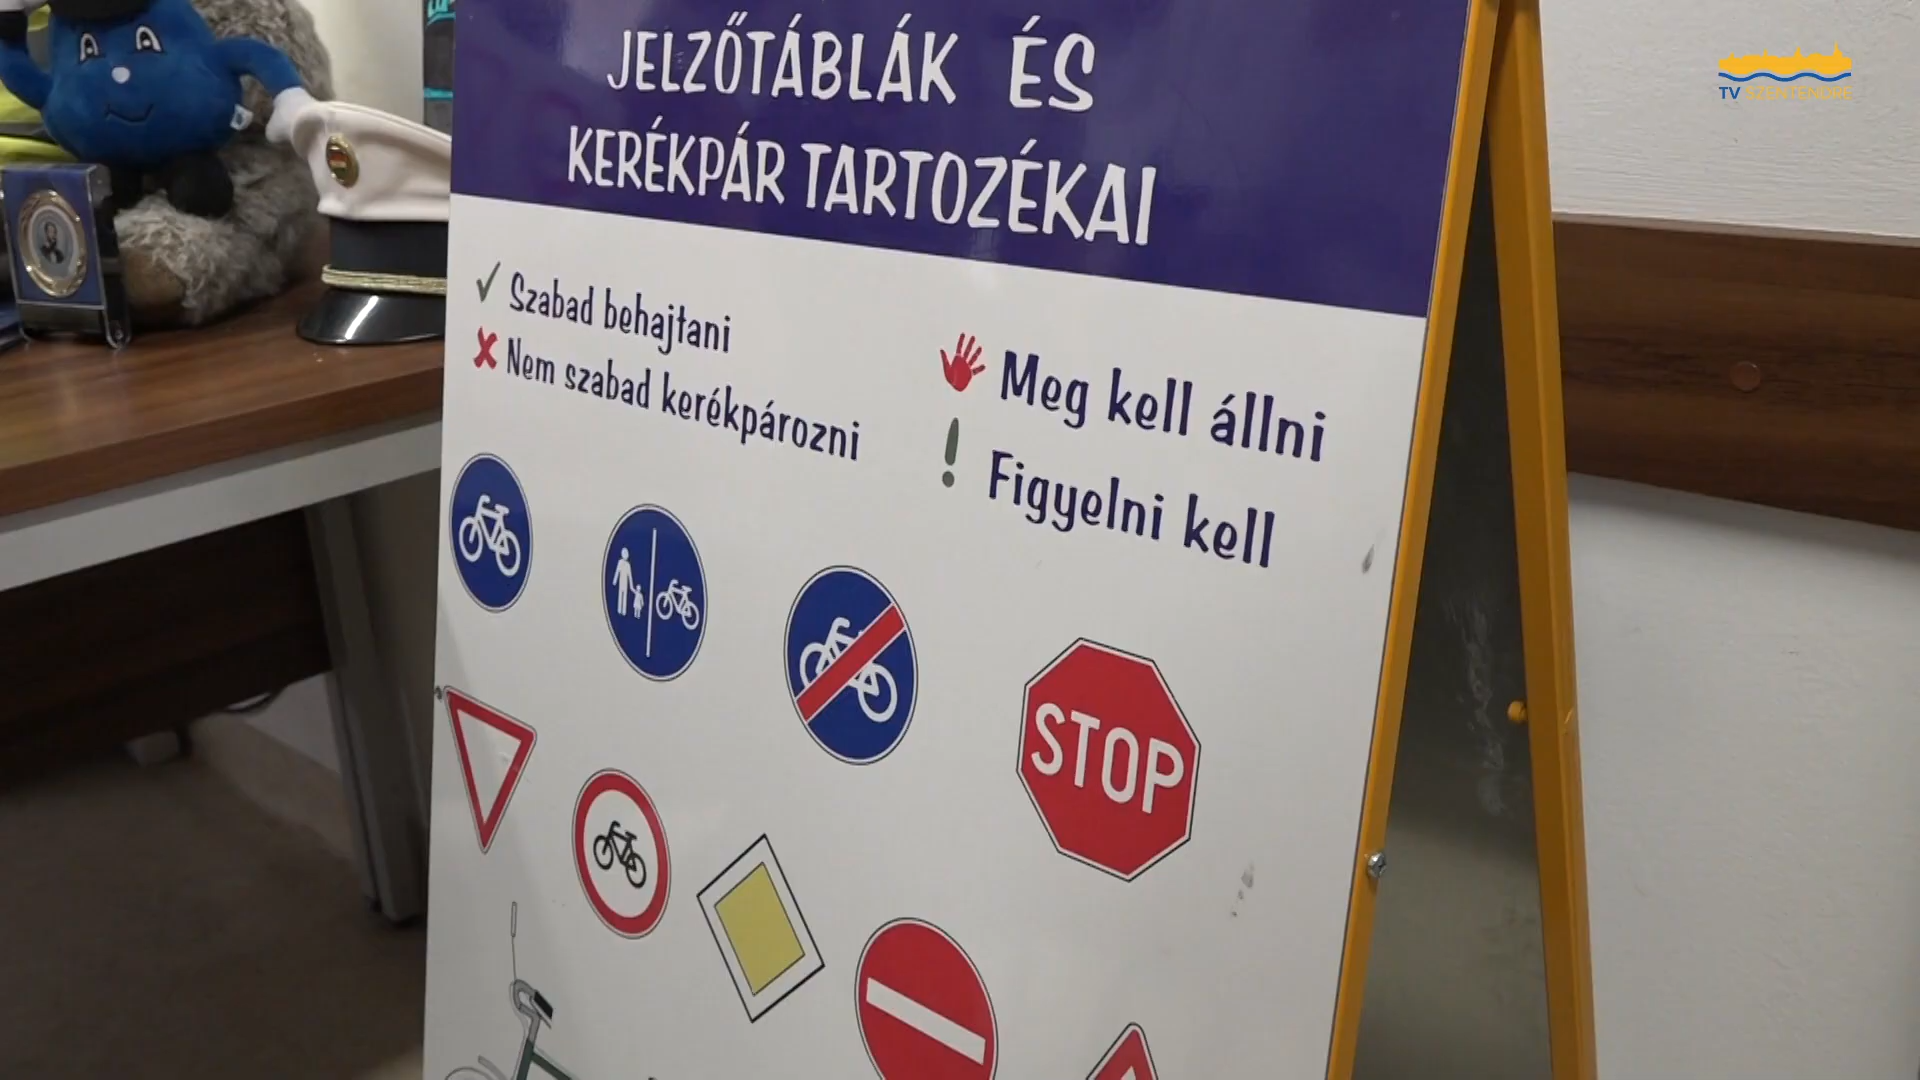 JELZŐTÁBLÁK ÉS
KERÉKPÁR TARTOZÉKAI
✓ Szabad behajtani
✗ Nem szabad kerékpározni
Meg kell állni
! Figyelni kell
STOP
TV SZENTENDRE